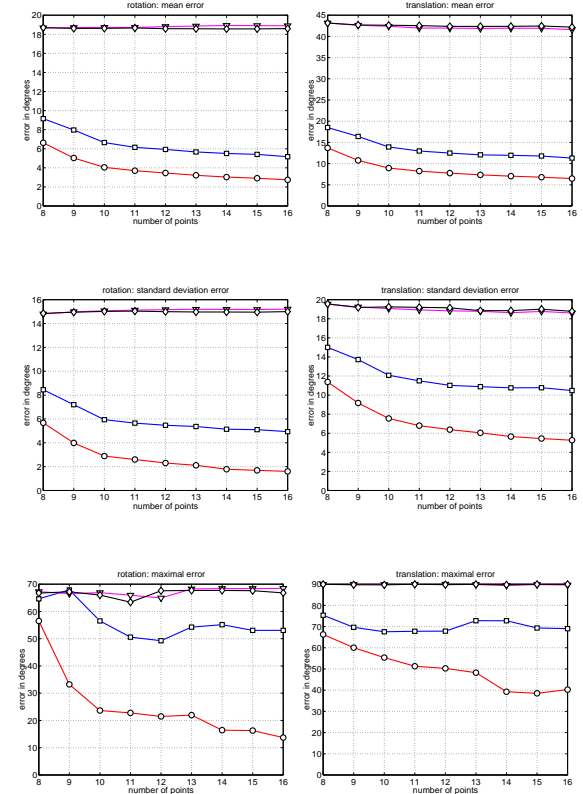 rotation: mean error
20
18
16
14
12
10
8
6
4
2
0
error in degrees
8 9 10 11 12 13 14 15 16
number of points
translation: mean error
45
40
35
30
25
20
15
10
5
0
error in degrees
8 9 10 11 12 13 14 15 16
number of points
rotation: standard deviation error
16
14
12
10
8
6
4
2
0
error in degrees
8 9 10 11 12 13 14 15 16
number of points
translation: standard deviation error
20
18
16
14
12
10
8
6
4
2
0
error in degrees
8 9 10 11 12 13 14 15 16
number of points
rotation: maximal error
70
60
50
40
30
20
10
0
error in degrees
8 9 10 11 12 13 14 15 16
number of points
translation: maximal error
90
80
70
60
50
40
30
20
10
0
error in degrees
8 9 10 11 12 13 14 15 16
number of points